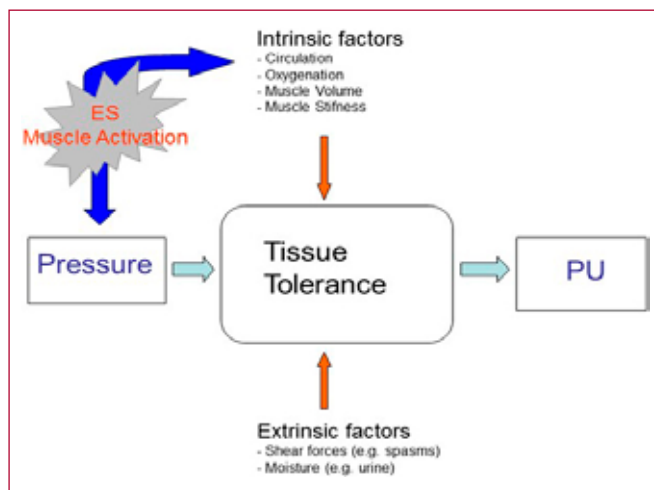 Intrinsic factors
- Circulation
- Oxygenation
- Muscle Volume
- Muscle Stifness
ES
Muscle Activation
Pressure
Tissue
Tolerance
PU
Extrinsic factors
- Shear forces (e.g. spasms)
- Moisture (e.g. urine)